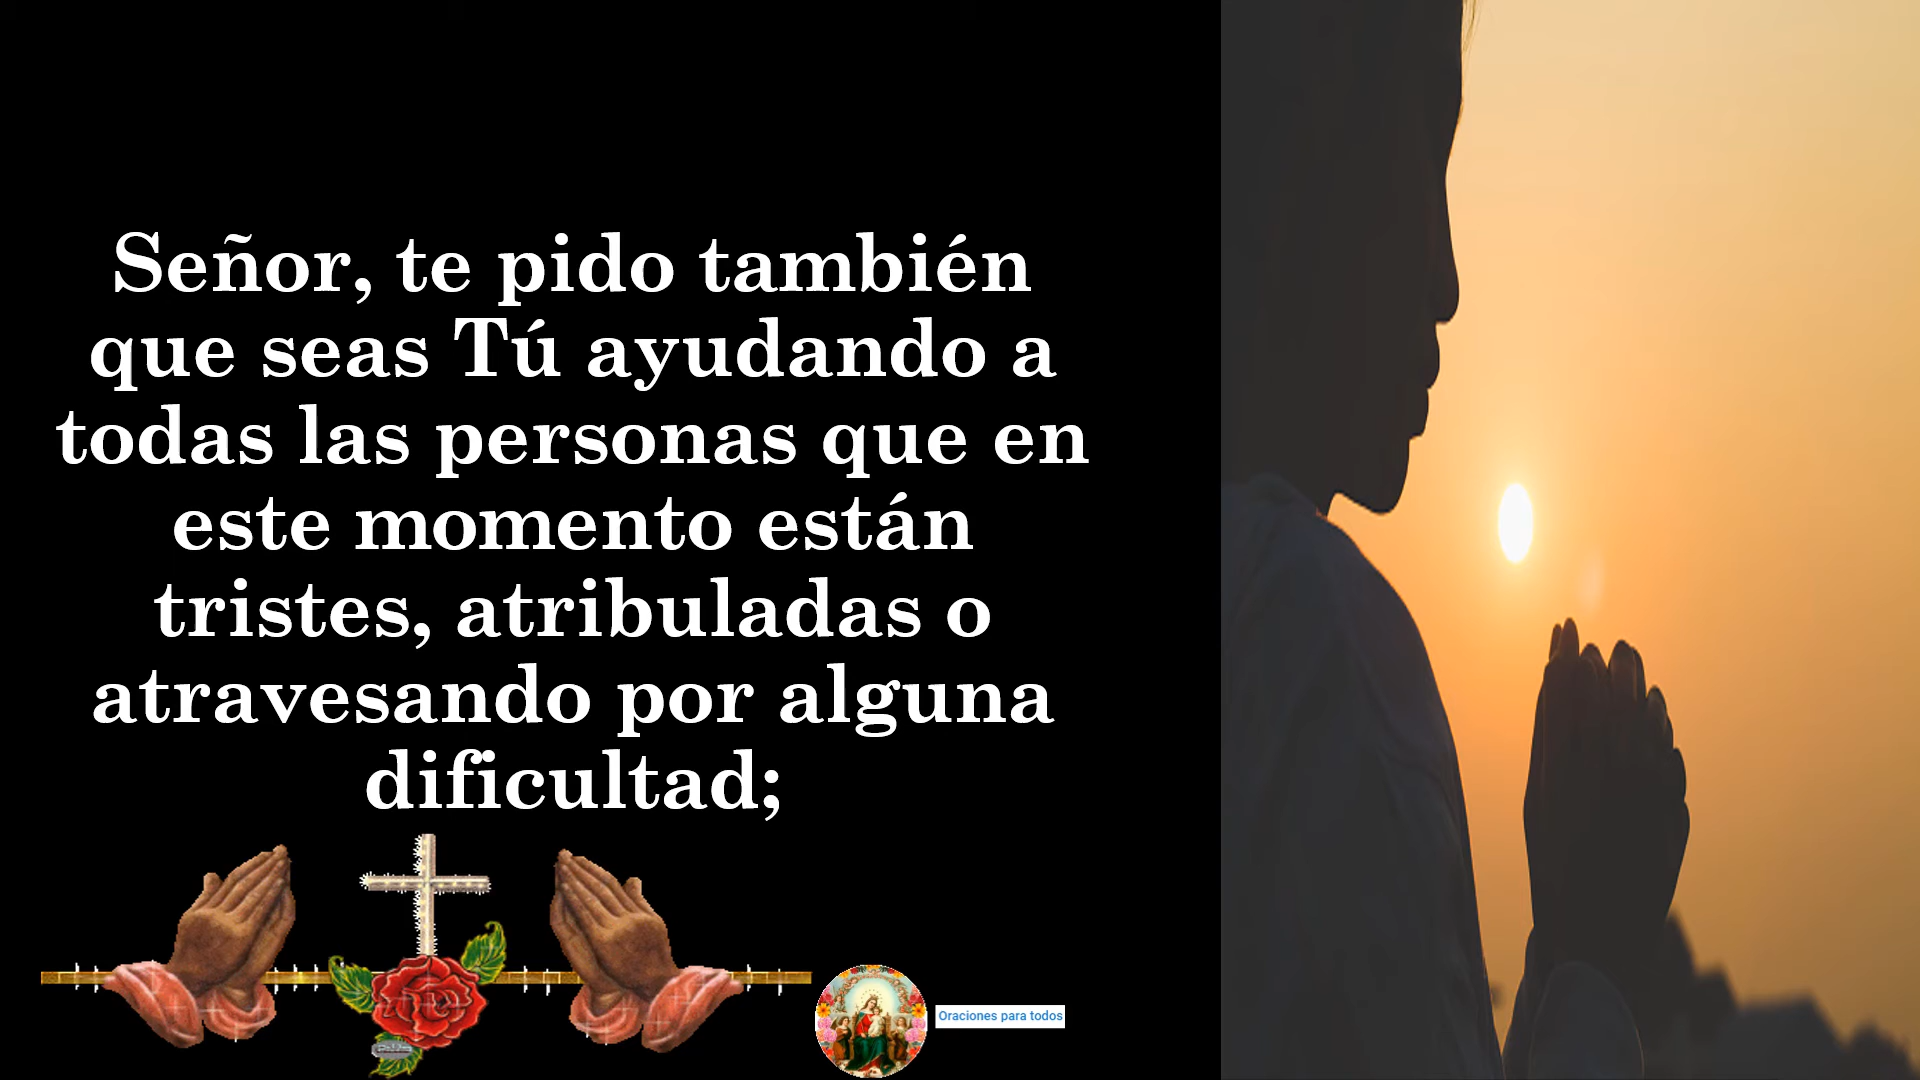 Señor, te pido también
que seas Tú ayudando a
todas las personas que en
este momento están
tristes, atribuladas o
atravesando por alguna
dificultad;
Oraciones para todos